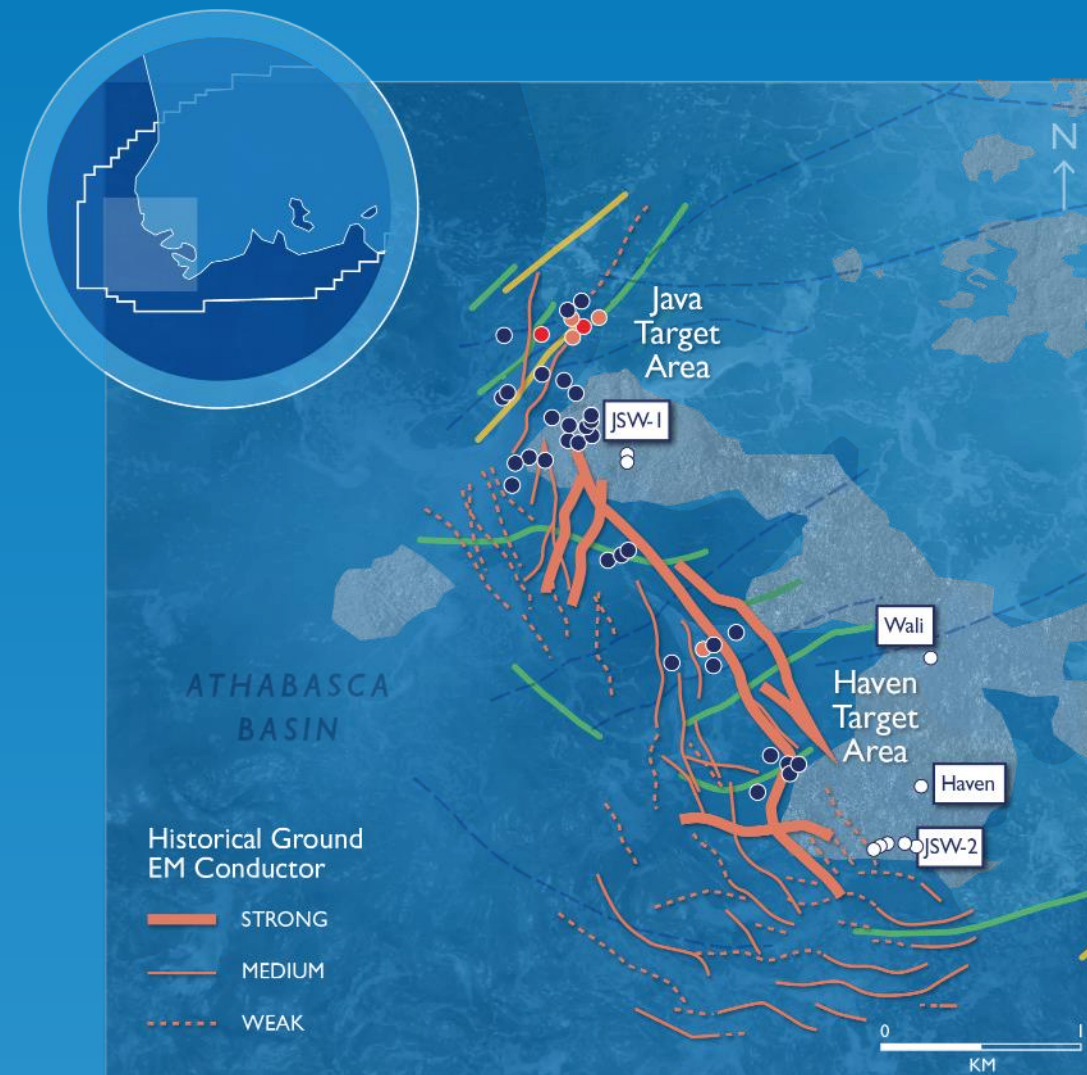 N
Java
Target
Area
JSW-1
Wali
ATHABASCA
BASIN
Haven
Target
Area
Haven
JSW-2
Historical Ground
EM Conductor
STRONG
MEDIUM
WEAK
0 1
KM